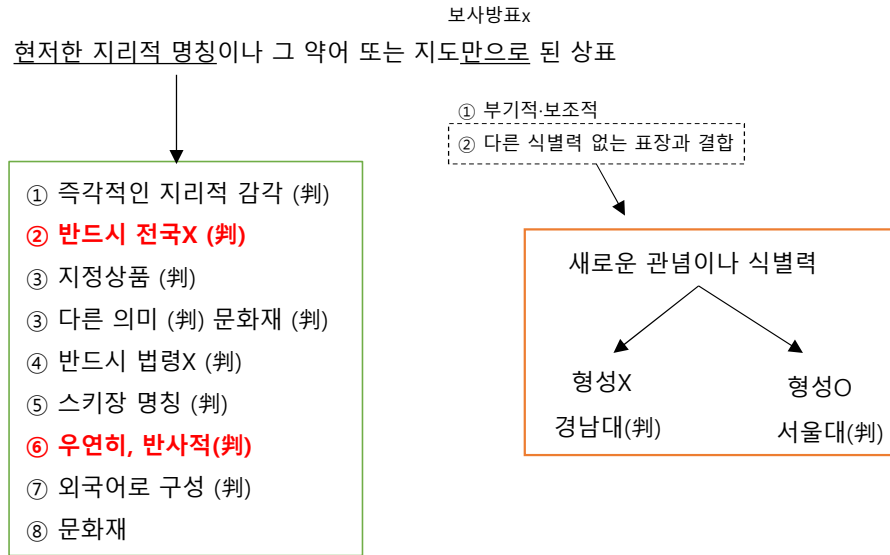 보사방표x
현저한 지리적 명칭이나 그 약어 또는 지도만으로 된 상표
① 부기적·보조적
② 다른 식별력 없는 표장과 결합
① 즉각적인 지리적 감각 (判)
② 반드시 전국X (判)
③ 지정상품 (判)
③ 다른 의미 (判) 문화재 (判)
④ 반드시 법령X (判)
⑤ 스키장 명칭 (判)
⑥ 우연히, 반사적(判)
⑦ 외국어로 구성 (判)
⑧ 문화재
새로운 관념이나 식별력
형성X
경남대(判)
형성O
서울대(判)